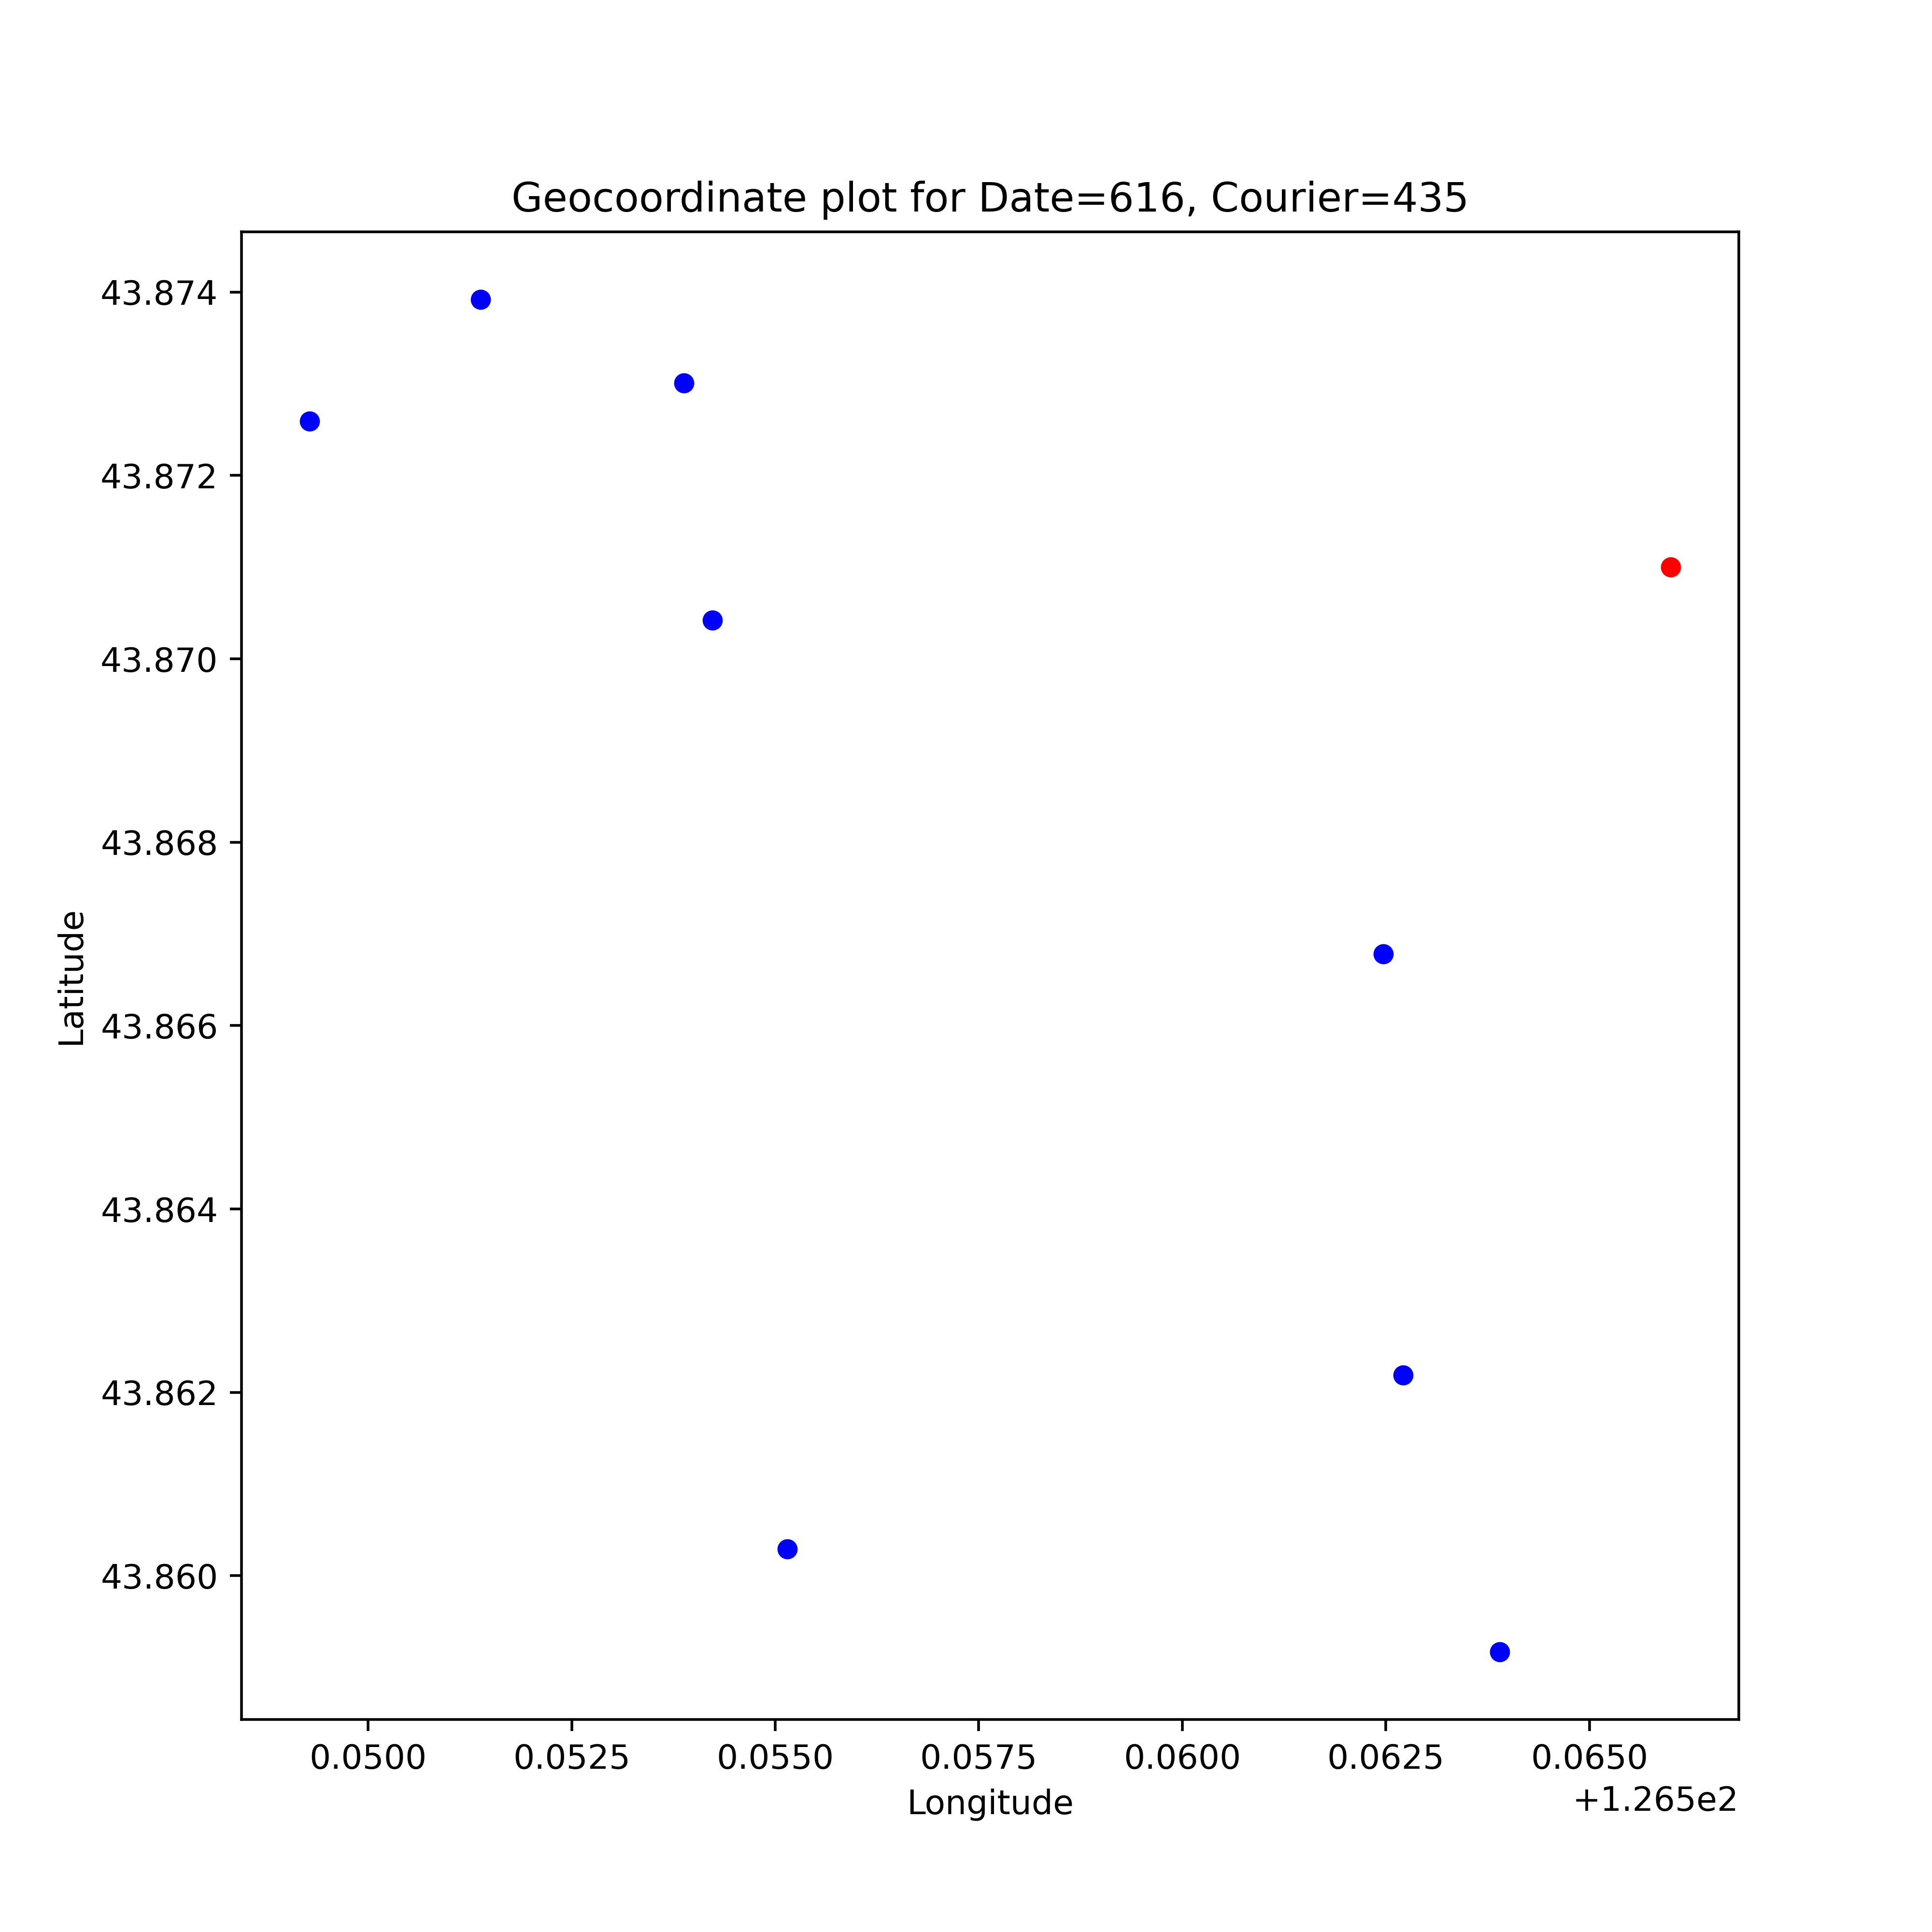 Geocoordinate plot for Date=616, Courier=435
43.874
43.872
43.870
43.868
43.866
43.864
43.862
43.860
Latitude
0.0500 0.0525 0.0550 0.0575 0.0600 0.0625 0.0650
+1.265e2
Longitude